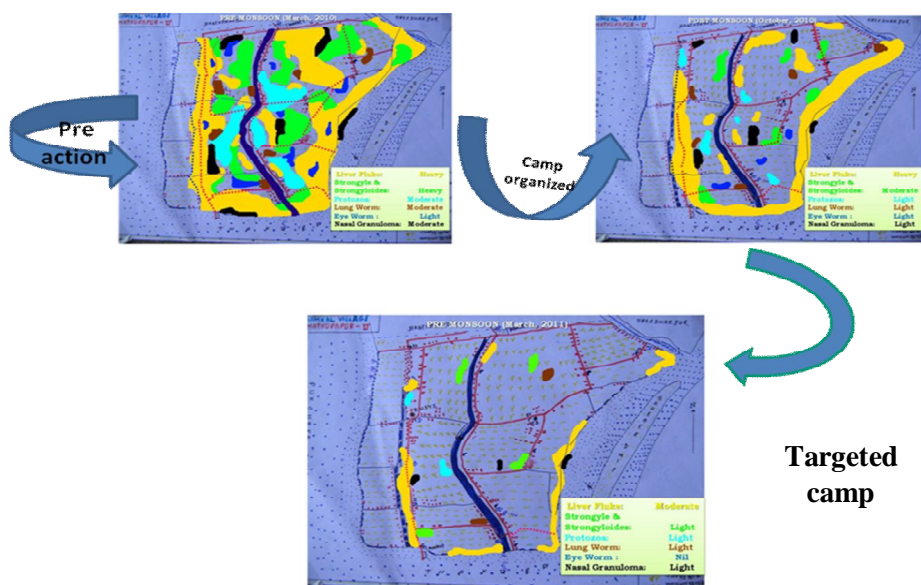 PRE MONSOON (March, 2010)
Liver Fluke: Heavy
Strongyle &
Strongyloides: Heavy
Protozoa: Moderate
Lung Worm: Moderate
Eye Worm : Light
Nasal Granuloma: Moderate
Pre
action
Camp
organized
POST MONSOON (October, 2010)
Liver Fluke: Heavy
Strongyle &
Strongyloides: Moderate
Protozoa: Light
Lung Worm: Light
Eye Worm : Light
Nasal Granuloma: Light
PRE MONSOON (March, 2011)
VILLAGE
Liver Fluke: Moderate
Strongyle &
Strongyloides: Light
Protozoa: Light
Lung Worm: Light
Eye Worm : Nil
Nasal Granuloma: Light
Targeted
camp